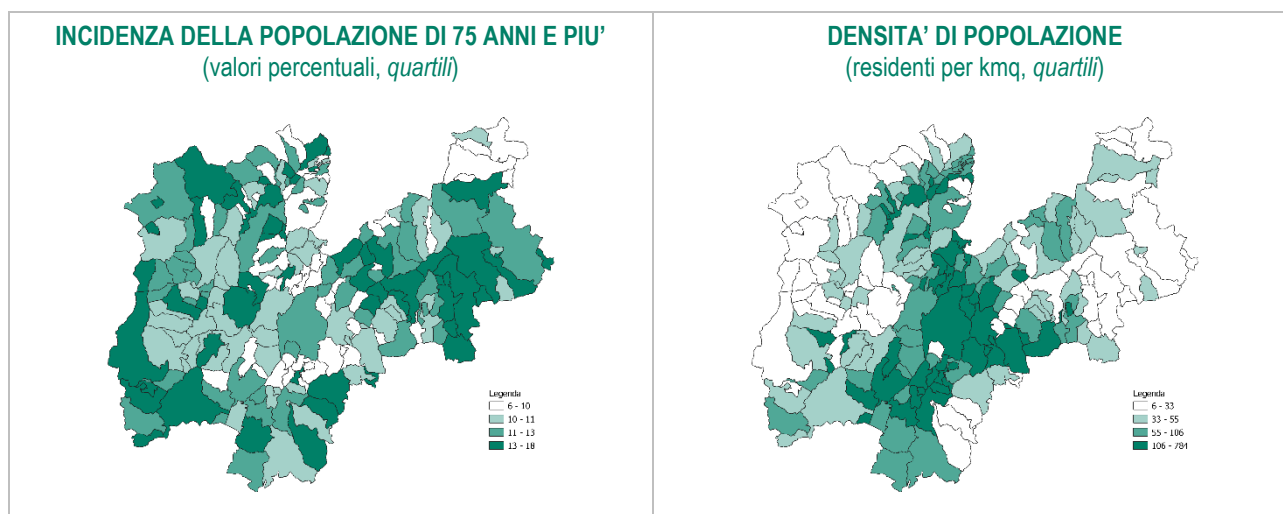 INCIDENZA DELLA POPOLAZIONE DI 75 ANNI E PIU’
(valori percentuali, quartili)
Legenda
6 - 10
10 - 11
11 - 13
13 - 18
DENSITA’ DI POPOLAZIONE
(residenti per kmq, quartili)
Legenda
6 - 33
33 - 55
55 - 106
106 - 784